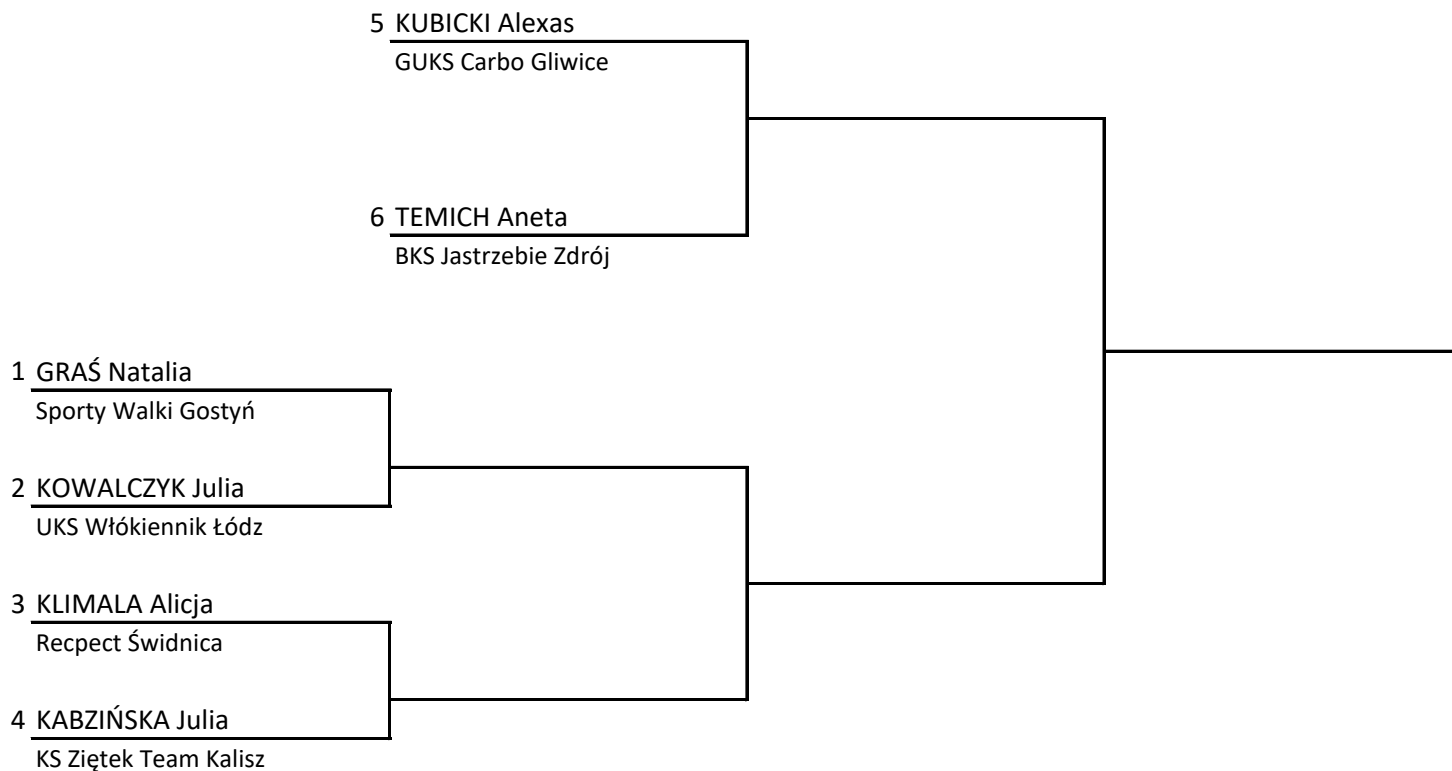 5 KUBICKI Alexas
GUKS Carbo Gliwice
6 TEMICH Aneta
BKS Jastrzebie Zdrój
1 GRAŚ Natalia
Sporty Walki Gostyń
2 KOWALCZYK Julia
UKS Włókiennik Łódz
3 KLIMALA Alicja
Recpect Świdnica
4 KABZIŃSKA Julia
KS Ziętek Team Kalisz